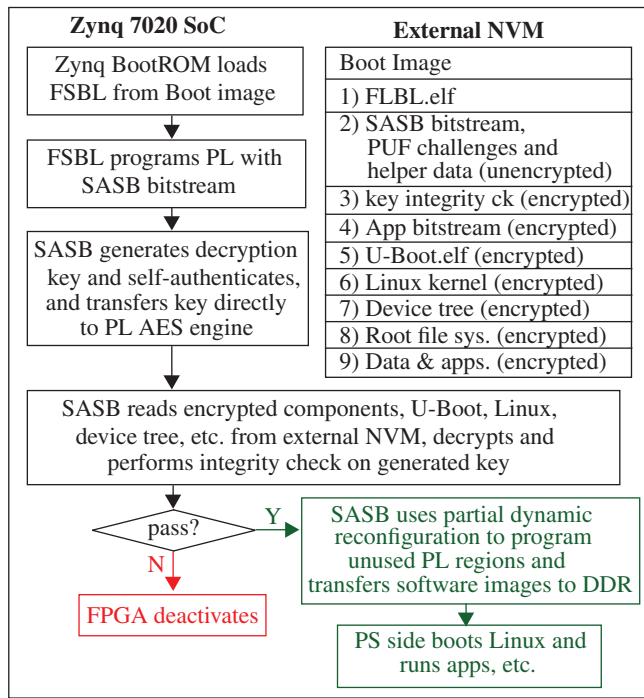 Zynq 7020 SoC
Zynq BootROM loads
FSBL from Boot image
FSBL programs PL with
SASB bitstream
SASB generates decryption
key and self-authenticates,
and transfers key directly
to PL AES engine
External NVM
Boot Image
1) FLBL.elf
2) SASB bitstream,
PUF challenges and
helper data (unencrypted)
3) key integrity ck (encrypted)
4) App bitstream (encrypted)
5) U-Boot.elf (encrypted)
6) Linux kernel (encrypted)
7) Device tree (encrypted)
8) Root file sys. (encrypted)
9) Data & apps. (encrypted)
SASB reads encrypted components, U-Boot, Linux,
device tree, etc. from external NVM, decrypts and
performs integrity check on generated key
pass?
Y
N
FPGA deactivates
SASB uses partial dynamic
reconfiguration to program
unused PL regions and
transfers software images to DDR
PS side boots Linux and
runs apps, etc.